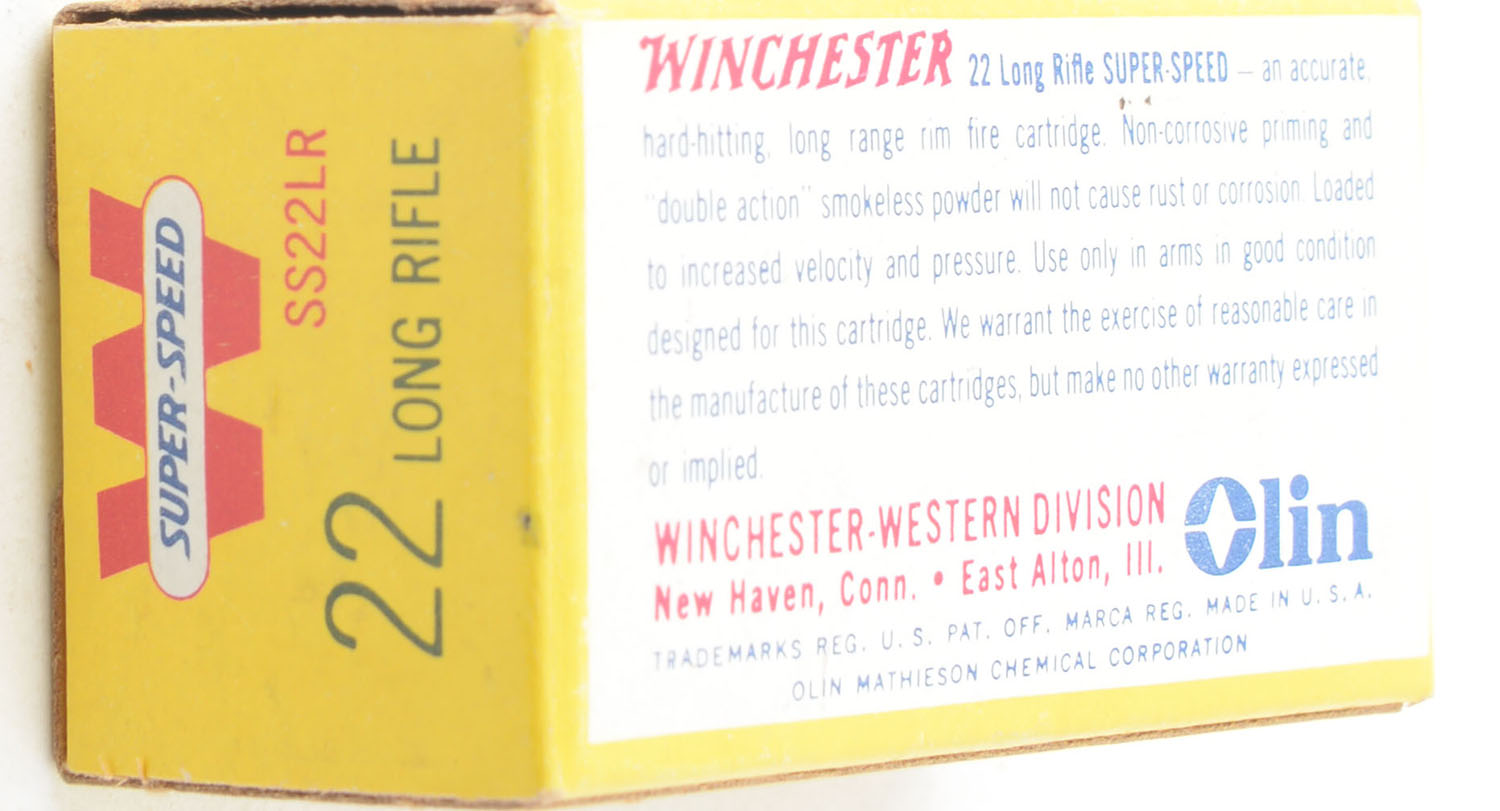 SUPER-SPEED
SS22LR
22 LONG RIFLE
WINCHESTER 22 Long Rifle SUPER-SPEED – an accurate,
hard-hitting, long range rim fire cartridge. Non-corrosive priming and
"double action" smokeless powder will not cause rust or corrosion. Loaded
to increased velocity and pressure. Use only in arms in good condition
designed for this cartridge. We warrant the exercise of reasonable care in
the manufacture of these cartridges, but make no other warranty expressed
or implied.
WINCHESTER-WESTERN DIVISION
New Haven, Conn. • East Alton, Ill.
Olin
TRADEMARKS REG. U. S. PAT. OFF. MARCA REG. MADE IN U. S. A.
OLIN MATHIESON CHEMICAL CORPORATION